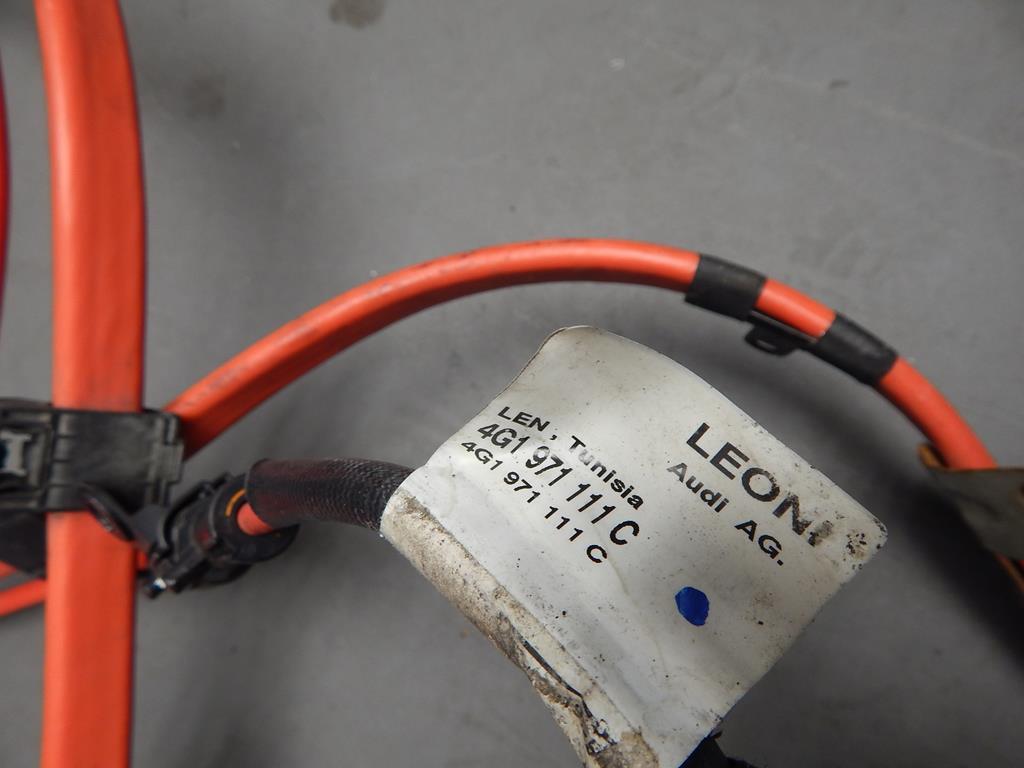 LEONI
Audi AG.
LEN, Tunisia
4G1 971 111 C
4G1 971 111 C